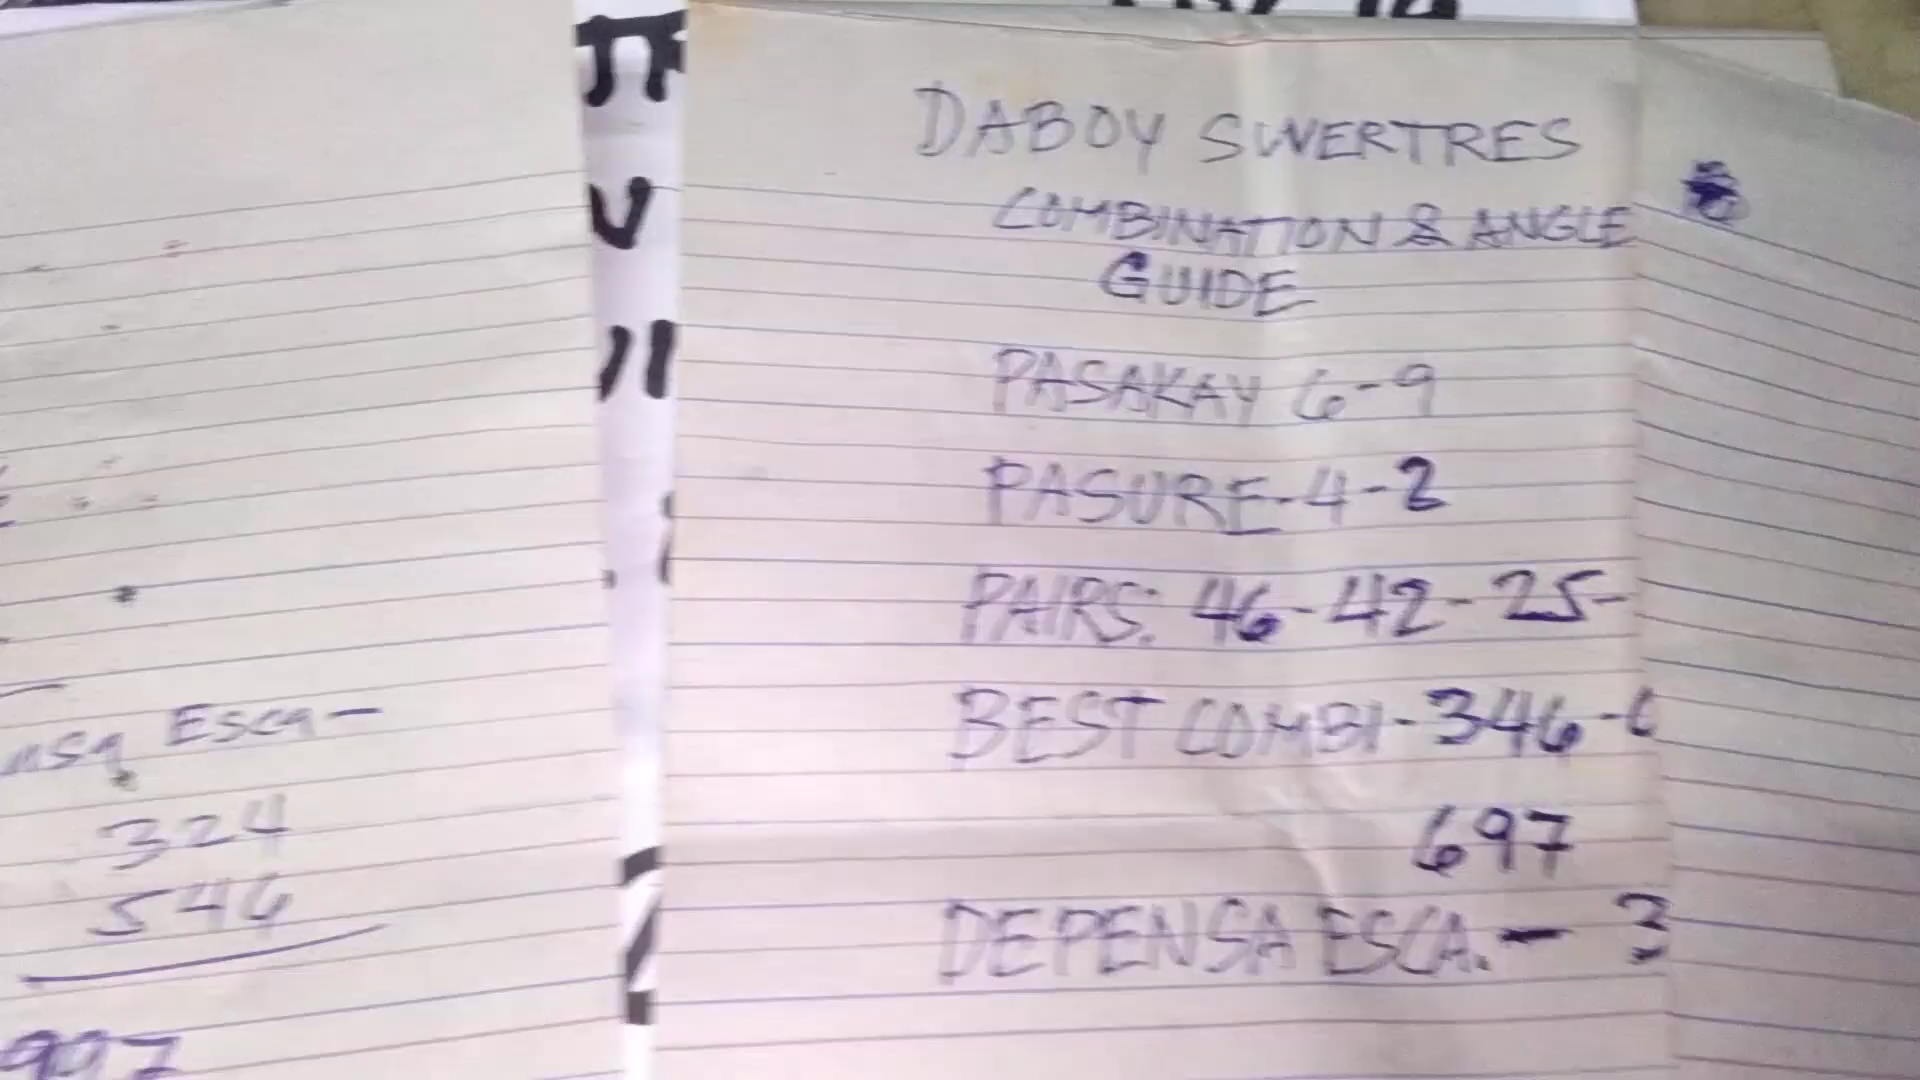 DABOY SWERTRES
COMBINATION & ANGLE
GUIDE
PASAKAY 6-9
PASURE-4-2
PAIRS: 46-42-25-
BEST COMBI-346-
697
DEPENSA ESCA.- 3
Esca-
324
546